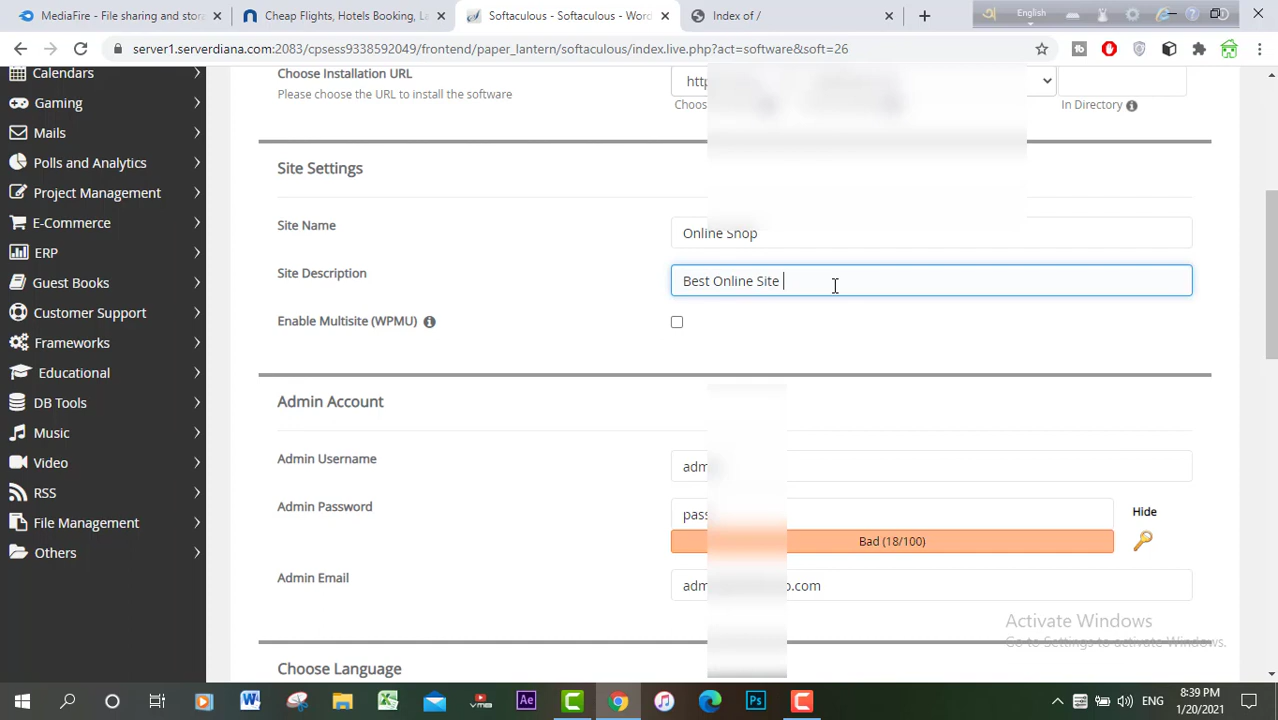 MediaFire - File sharing and stora
Cheap Flights, Hotels Booking, L
Softaculous - Softaculous - Word
Index of /
English
server1.serverdiana.com:2083/cpsess9338592049/frontend/paper_lantern/softaculous/index.live.php?act=software&soft=26
Calendars
Gaming
Mails
Polls and Analytics
Project Management
E-Commerce
ERP
Guest Books
Customer Support
Frameworks
Educational
DB Tools
Music
Video
RSS
File Management
Others
Choose Installation URL
Please choose the URL to install the software
In Directory
Site Settings
Site Name
Online Shop
Site Description
Best Online Site
Enable Multisite (WPMU)
Admin Account
Admin Username
Admin Password
Hide
Bad (18/100)
Admin Email
.com
Choose Language
Activate Windows
Go to Settings to activate Windows.
ENG
8:39 PM
1/20/2021